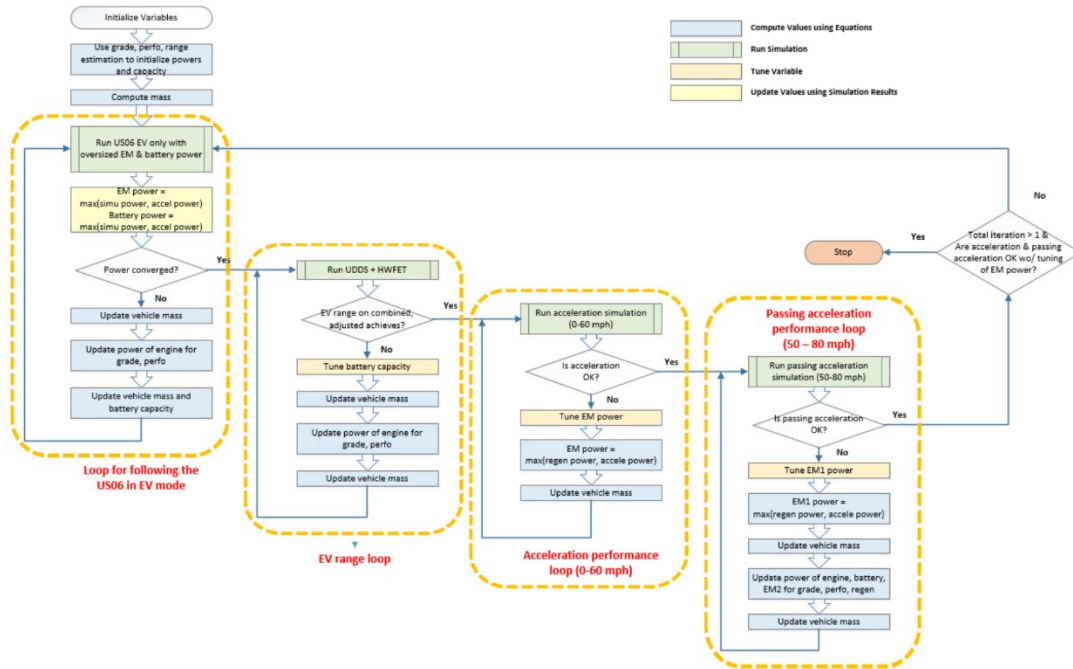 Initialize Variables
Use grade, perfo, range
estimation to initialize powers
and capacity
Compute mass
Run US06 EV only with
oversized EM & battery power
EM power =
max(simu power, accel power)
Battery power =
max(simu power, accel power)
Power converged?
Yes
No
Update vehicle mass
Update power of engine for
grade, perfo
Update vehicle mass and
battery capacity
Loop for following the
US06 in EV mode
Run UDDS + HWFET
EV range on combined,
adjusted achieves?
Yes
No
Tune battery capacity
Update vehicle mass
Update power of engine for
grade, perfo
Update vehicle mass
EV range loop
Run acceleration simulation
(0-60 mph)
Is acceleration
OK?
Yes
No
Tune EM power
EM power =
max(regen power, accele power)
Update vehicle mass
Acceleration performance
loop (0-60 mph)
Passing acceleration
performance loop
(50 – 80 mph)
Run passing acceleration
simulation (50-80 mph)
Is passing acceleration
OK?
Yes
No
Tune EM1 power
EM1 power =
max(regen power, accele power)
Update vehicle mass
Update power of engine, battery,
EM2 for grade, perfo, regen
Update vehicle mass
Total iteration > 1 &
Are acceleration & passing
acceleration OK wo/ tuning
of EM power?
No
Yes
Stop
Compute Values using Equations
Run Simulation
Tune Variable
Update Values using Simulation Results